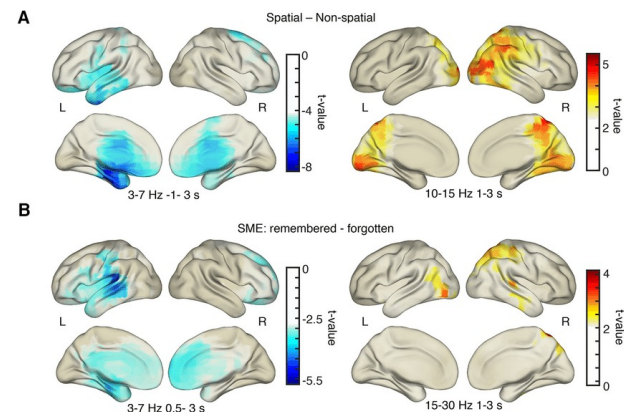 A
Spatial – Non-spatial
0
-4
-8
t-value
5
2
0
t-value
L
R
L
R
3-7 Hz -1- 3 s
10-15 Hz 1-3 s
B
SME: remembered - forgotten
0
-2.5
-5.5
t-value
4
2
0
t-value
L
R
L
R
3-7 Hz 0.5- 3 s
15-30 Hz 1-3 s